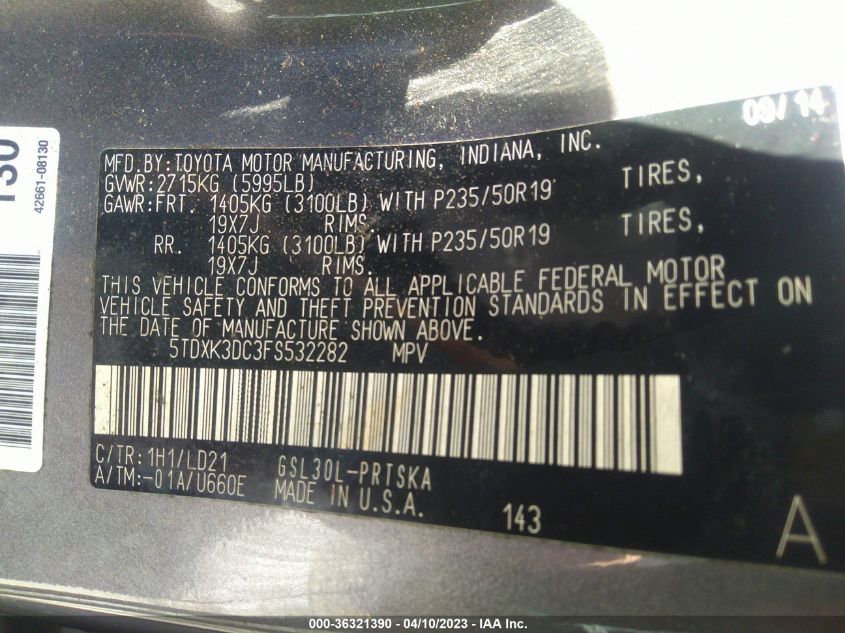 09/14
MFD.BY:TOYOTA MOTOR MANUFACTURING, INDIANA, INC.
GVWR:2715KG (5995LB)
GAWR:FRT. 1405KG (3100LB) WITH P235/50R19 TIRES,
19X7J RIMS.
RR. 1405KG (3100LB) WITH P235/50R19 TIRES,
19X7J RIMS.
THIS VEHICLE CONFORMS TO ALL APPLICABLE FEDERAL MOTOR
VEHICLE SAFETY AND THEFT PREVENTION STANDARDS IN EFFECT ON
THE DATE OF MANUFACTURE SHOWN ABOVE.
5TDXK3DC3FS532282 MPV
C/TR:1H1/LD21 GSL30L-PRTSKA
A/TM:-01A/U660E MADE IN U.S.A.
143
A
42661-08130
000-36321390 - 04/10/2023 - IAA Inc.